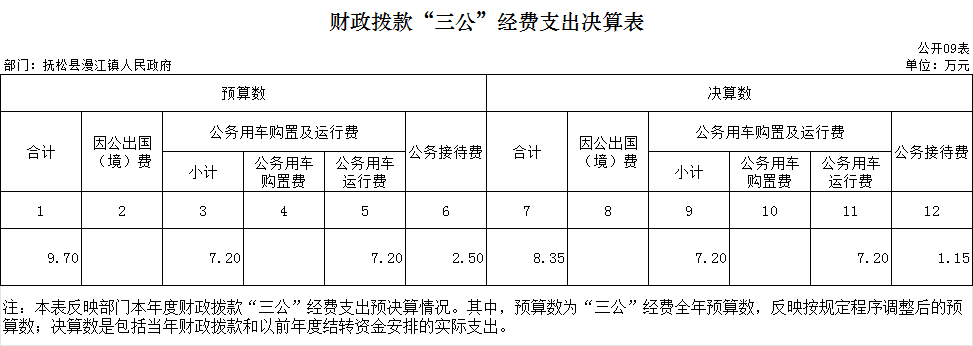 财政拨款“三公”经费支出决算表
公开09表
部门：抚松县漫江镇人民政府 单位：万元
预算数 决算数
合计 因公出国（境）费 公务用车购置及运行费 公务接待费 合计 因公出国（境）费 公务用车购置及运行费 公务接待费
小计 公务用车购置费 公务用车运行费 小计 公务用车购置费 公务用车运行费
1 2 3 4 5 6 7 8 9 10 11 12
9.70 7.20 7.20 2.50 8.35 7.20 7.20 1.15
注：本表反映部门本年度财政拨款“三公”经费支出预决算情况。其中，预算数为“三公”经费全年预算数，反映按规定程序调整后的预
算数；决算数是包括当年财政拨款和以前年度结转资金安排的实际支出。